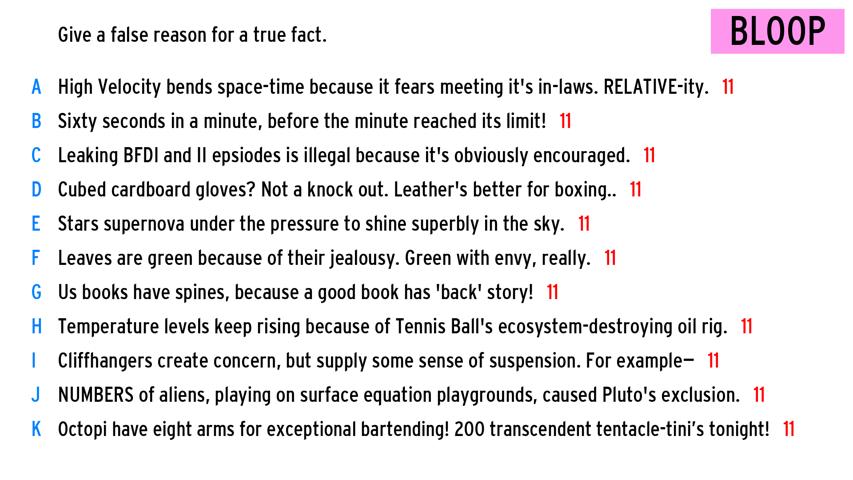 Give a false reason for a true fact.
BLOOP
A High Velocity bends space-time because it fears meeting it's in-laws. RELATIVE-ity. 11
B Sixty seconds in a minute, before the minute reached its limit! 11
C Leaking BFDI and II epsiodes is illegal because it's obviously encouraged. 11
D Cubed cardboard gloves? Not a knock out. Leather's better for boxing.. 11
E Stars supernova under the pressure to shine superbly in the sky. 11
F Leaves are green because of their jealousy. Green with envy, really. 11
G Us books have spines, because a good book has 'back' story! 11
H Temperature levels keep rising because of Tennis Ball's ecosystem-destroying oil rig. 11
I Cliffhangers create concern, but supply some sense of suspension. For example— 11
J NUMBERS of aliens, playing on surface equation playgrounds, caused Pluto's exclusion. 11
K Octopi have eight arms for exceptional bartending! 200 transcendent tentacle-tini’s tonight! 11